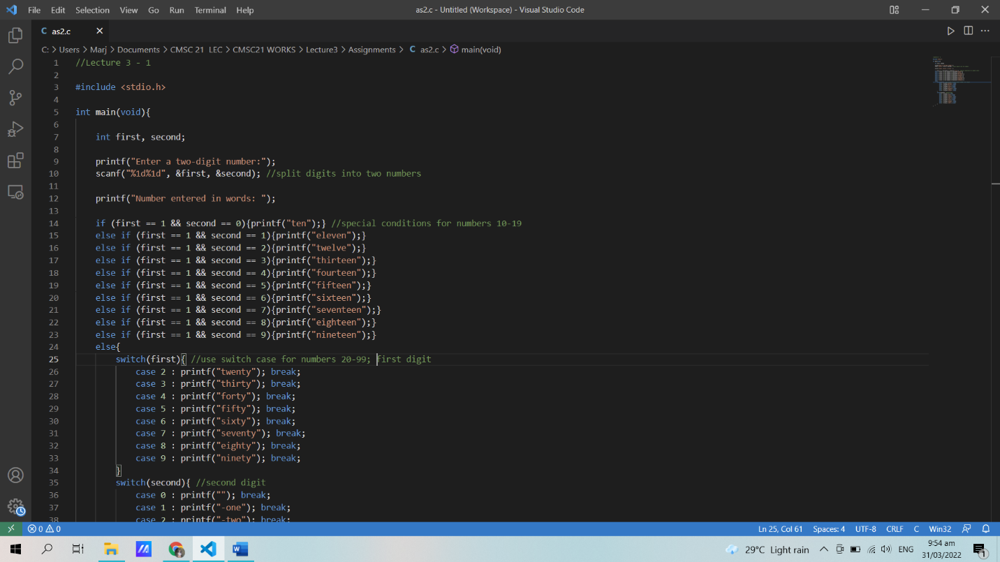 File Edit Selection View Go Run Terminal Help as2.c - Untitled (Workspace) - Visual Studio Code
C as2.c
C: > Users > Marj > Documents > CMSC 21 LEC > CMSC21 WORKS > Lecture3 > Assignments > C as2.c > main(void)
1 //Lecture 3 - 1
2
3 #include <stdio.h>
4
5 int main(void){
6
7 int first, second;
8
9 printf("Enter a two-digit number:");
10 scanf("%1d%1d", &first, &second); //split digits into two numbers
11
12 printf("Number entered in words: ");
13
14 if (first == 1 && second == 0){printf("ten");} //special conditions for numbers 10-19
15 else if (first == 1 && second == 1){printf("eleven");}
16 else if (first == 1 && second == 2){printf("twelve");}
17 else if (first == 1 && second == 3){printf("thirteen");}
18 else if (first == 1 && second == 4){printf("fourteen");}
19 else if (first == 1 && second == 5){printf("fifteen");}
20 else if (first == 1 && second == 6){printf("sixteen");}
21 else if (first == 1 && second == 7){printf("seventeen");}
22 else if (first == 1 && second == 8){printf("eighteen");}
23 else if (first == 1 && second == 9){printf("nineteen");}
24 else{
25 switch(first){ //use switch case for numbers 20-99; first digit
26 case 2 : printf("twenty"); break;
27 case 3 : printf("thirty"); break;
28 case 4 : printf("forty"); break;
29 case 5 : printf("fifty"); break;
30 case 6 : printf("sixty"); break;
31 case 7 : printf("seventy"); break;
32 case 8 : printf("eighty"); break;
33 case 9 : printf("ninety"); break;
34 }
35 switch(second){ //second digit
36 case 0 : printf(""); break;
37 case 1 : printf("-one"); break;
38 case 2 : printf("-two"); break;
0 0 Ln 25, Col 61 Spaces: 4 UTF-8 CRLF C Win32
29°C Light rain ENG 9:54 am
31/03/2022 1